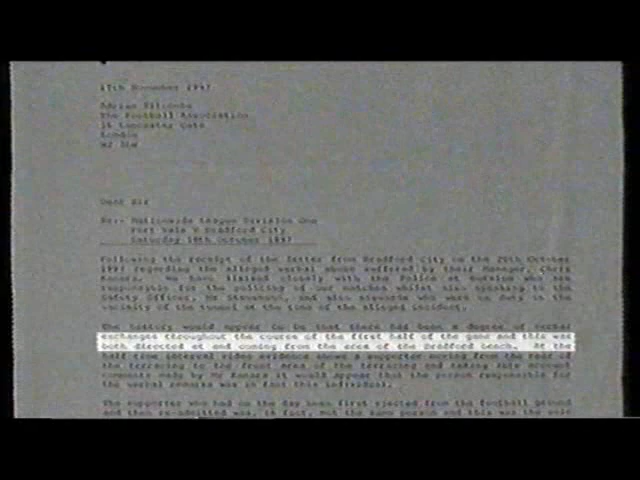 17th November 1997
Adrian
The Football Association
16 Lancaster Gate
London
W2 3LW
Dear Sir
Re:- Nationwide League Division One
Port Vale V Bradford City
Saturday 18th October 1997
Following the receipt of the letter from Bradford City on the 20th October
1997 regarding the alleged verbal abuse suffered by their Manager, Chris
Kamara. We have liaised closely with the Police at Burslem who are
responsible for the policing of our matches whilst also speaking to the
Safety Officer, Mr and also stewards who were on duty in the
vicinity of the tunnel at the time of the alleged incident.
The history would appear to be that there had been a degree of verbal
exchanges throughout the course of the first half of the game and this was
both directed at and coming from the area of the Bradford bench. At the
half time interval video evidence shows a supporter moving from the rear of
the terracing to the front area of the terracing and taking into account
comments made by Mr Kamara it would appear that the person responsible for
the verbal remarks was in fact this individual.
The supporter who had on the day been first ejected from the football ground
and then re-admitted was, in fact, not the same person and this was the sole